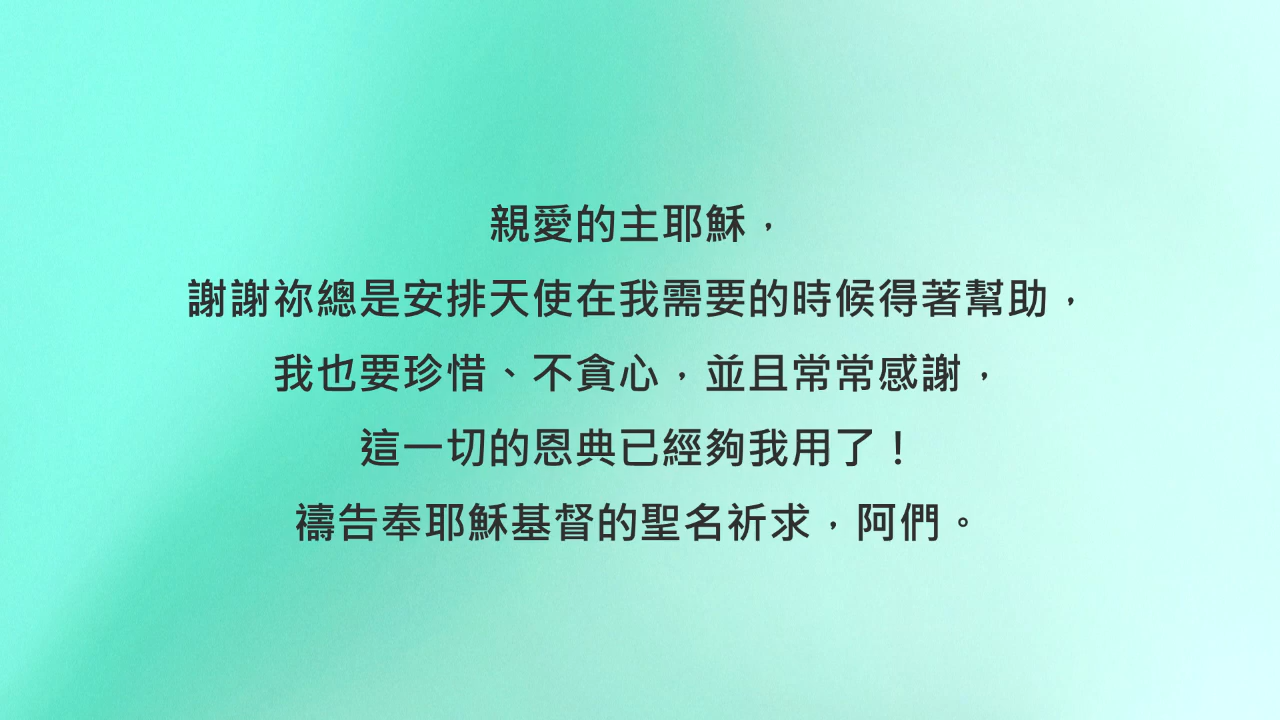 親愛的主耶穌，
謝謝祢總是安排天使在我需要的時候得著幫助，
我也要珍惜、不貪心，並且常常感謝，
這一切的恩典已經夠我用了！
禱告奉耶穌基督的聖名祈求，阿們。